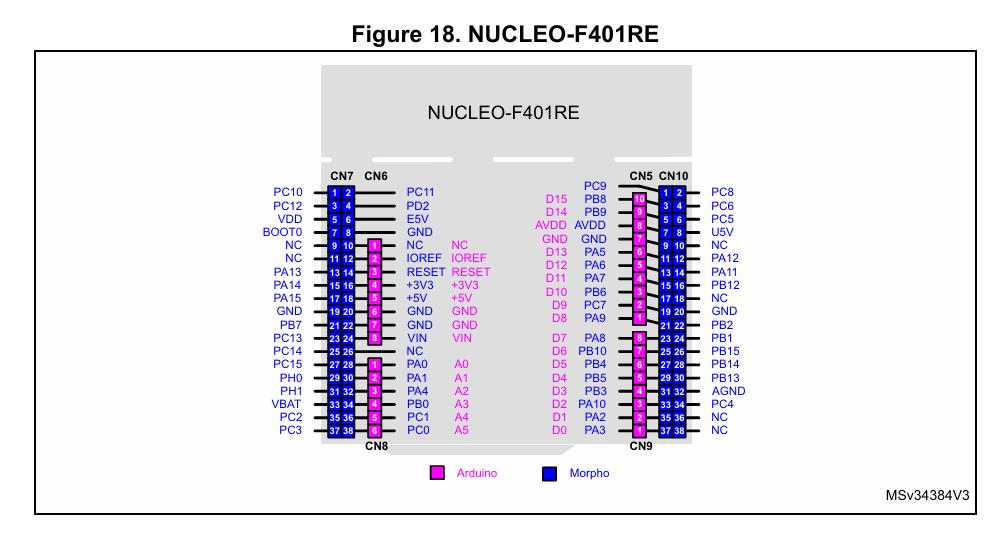 Figure 18. NUCLEO-F401RE
NUCLEO-F401RE
CN7 CN6 CN5 CN10
PC9
PC10 1 2 PC11 D15 PB8 10 1 2 PC8
PC12 3 4 PD2 D14 PB9 9 3 4 PC6
VDD 5 6 E5V AVDD AVDD 8 5 6 PC5
BOOT0 7 8 GND GND GND 7 7 8 U5V
NC 9 10 1 NC NC D13 PA5 6 9 10 NC
NC 11 12 2 IOREF IOREF D12 PA6 5 11 12 PA12
PA13 13 14 3 RESET RESET D11 PA7 4 13 14 PA11
PA14 15 16 4 +3V3 +3V3 D10 PB6 3 15 16 PB12
PA15 17 18 5 +5V +5V D9 PC7 2 17 18 NC
GND 19 20 6 GND GND D8 PA9 1 19 20 GND
PB7 21 22 7 GND GND 21 22 PB2
PC13 23 24 8 VIN VIN D7 PA8 8 23 24 PB1
PC14 25 26 NC D6 PB10 7 25 26 PB15
PC15 27 28 1 PA0 A0 D5 PB4 6 27 28 PB14
PH0 29 30 2 PA1 A1 D4 PB5 5 29 30 PB13
PH1 31 32 3 PA4 A2 D3 PB3 4 31 32 AGND
VBAT 33 34 4 PB0 A3 D2 PA10 3 33 34 PC4
PC2 35 36 5 PC1 A4 D1 PA2 2 35 36 NC
PC3 37 38 6 PC0 A5 D0 PA3 1 37 38 NC
CN8 CN9
Arduino Morpho
MSv34384V3